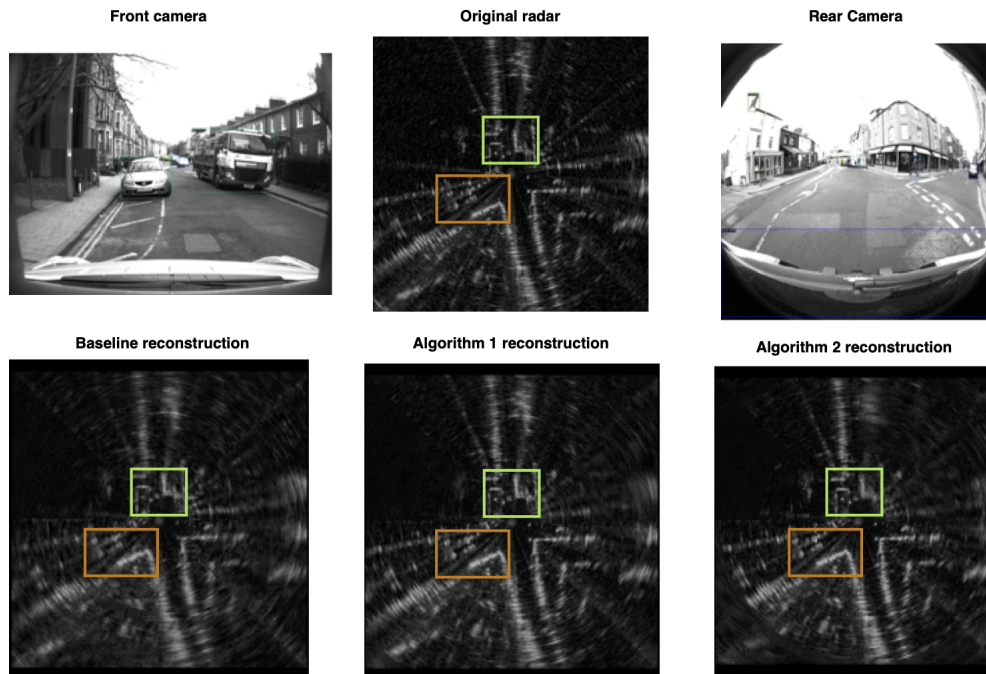 Front camera
Original radar
Rear Camera
Baseline reconstruction
Algorithm 1 reconstruction
Algorithm 2 reconstruction